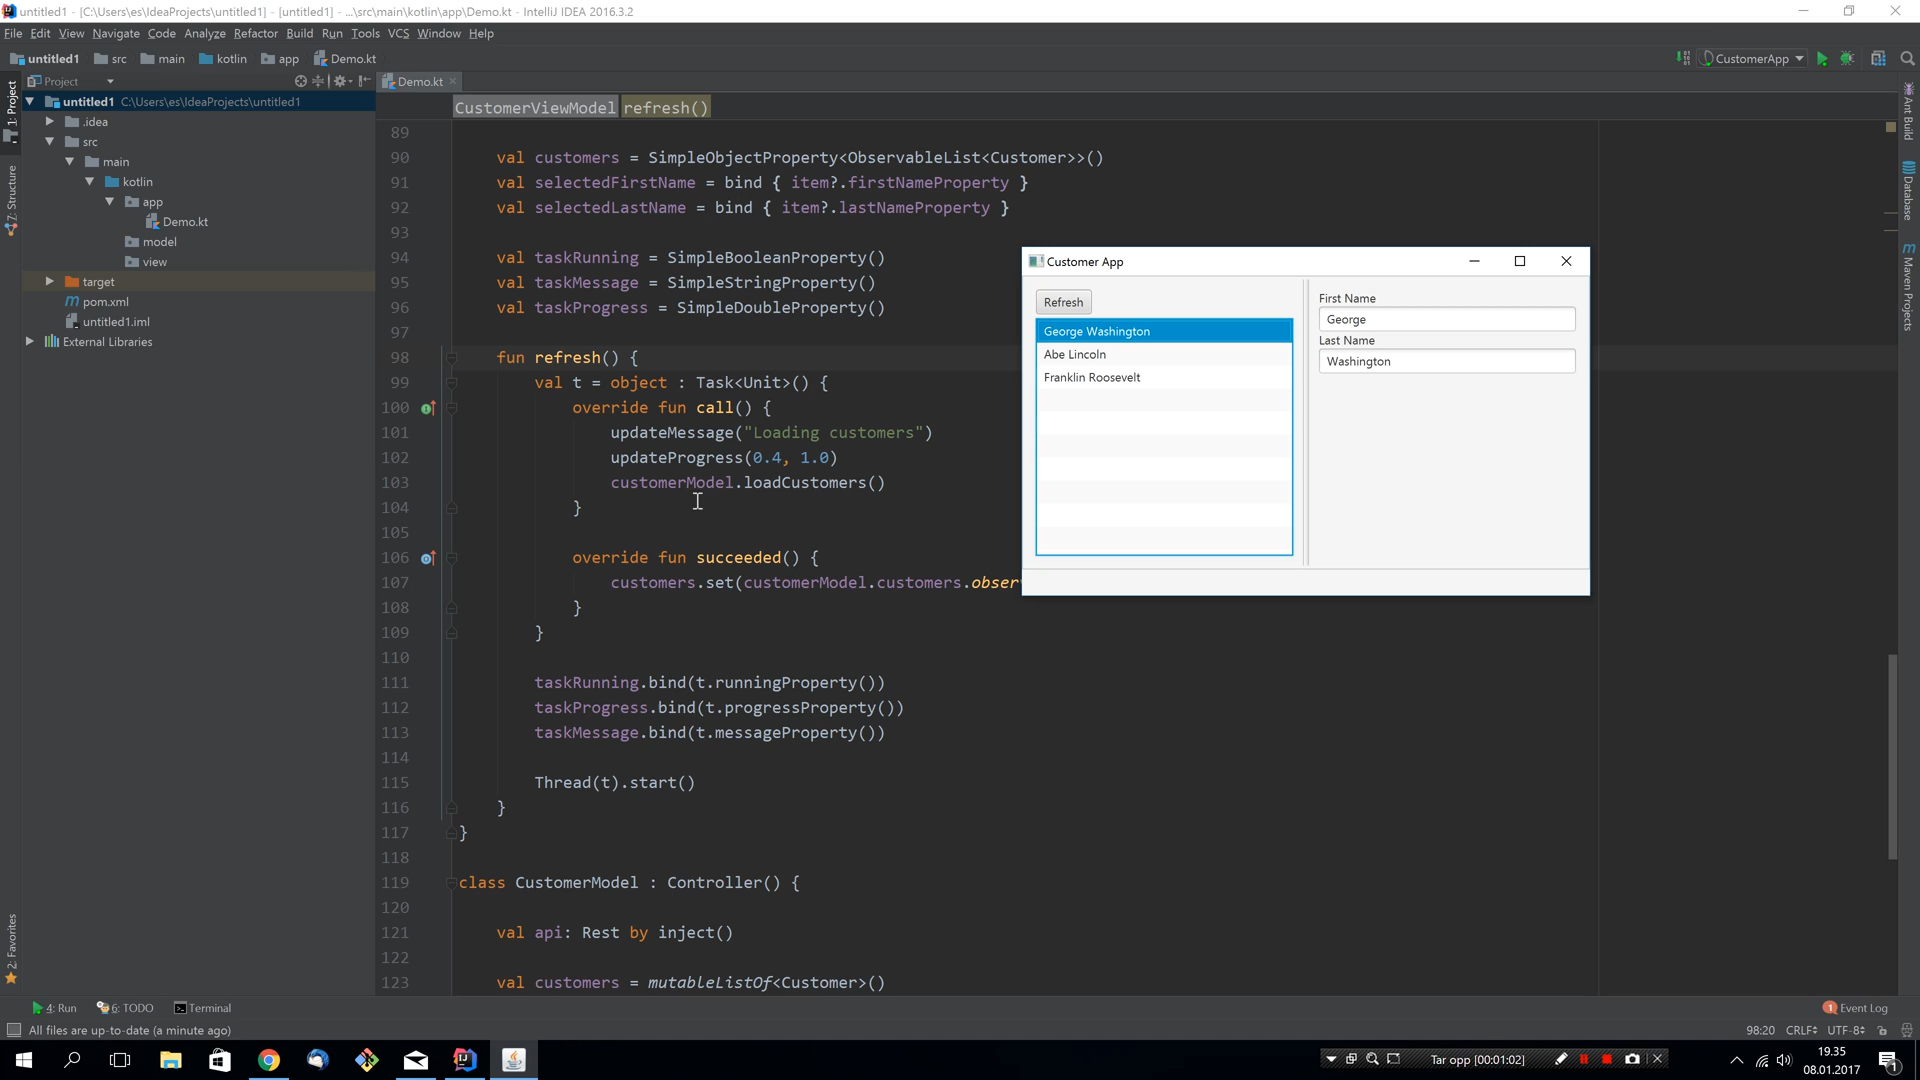 untitled1 - [C:\Users\es\IdeaProjects\untitled1] - [untitled1] - ...\src\main\kotlin\app\Demo.kt - IntelliJ IDEA 2016.3.2
File Edit View Navigate Code Analyze Refactor Build Run Tools VCS Window Help
untitled1 src main kotlin app Demo.kt
CustomerApp
Project
Demo.kt
1: Project
7: Structure
2: Favorites
untitled1 C:\Users\es\IdeaProjects\untitled1
.idea
src
main
kotlin
app
Demo.kt
model
view
target
pom.xml
untitled1.iml
External Libraries
CustomerViewModel refresh()
89
90 val customers = SimpleObjectProperty<ObservableList<Customer>>()
91 val selectedFirstName = bind { item?.firstNameProperty }
92 val selectedLastName = bind { item?.lastNameProperty }
93
94 val taskRunning = SimpleBooleanProperty()
95 val taskMessage = SimpleStringProperty()
96 val taskProgress = SimpleDoubleProperty()
97
98 fun refresh() {
99 val t = object : Task<Unit>() {
100 override fun call() {
101 updateMessage("Loading customers")
102 updateProgress(0.4, 1.0)
103 customerModel.loadCustomers()
104 }
105
106 override fun succeeded() {
107 customers.set(customerModel.customers.obser
108 }
109 }
110
111 taskRunning.bind(t.runningProperty())
112 taskProgress.bind(t.progressProperty())
113 taskMessage.bind(t.messageProperty())
114
115 Thread(t).start()
116 }
117 }
118
119 class CustomerModel : Controller() {
120
121 val api: Rest by inject()
122
123 val customers = mutableListOf<Customer>()
Customer App
Refresh
George Washington
Abe Lincoln
Franklin Roosevelt
First Name
George
Last Name
Washington
Ant Build
Database
Maven Projects
4: Run 6: TODO Terminal
1 Event Log
All files are up-to-date (a minute ago)
98:20 CRLF UTF-8
Tar opp [00:01:02]
19.35
08.01.2017
1